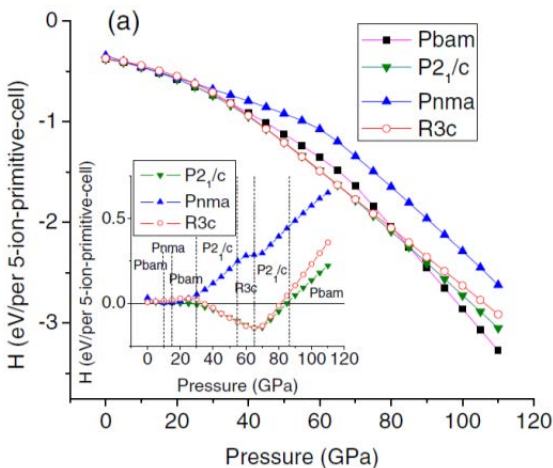 (a)
H (eV/per 5-ion-primitive-cell)
0
-1
-2
-3
Pbam
P2₁/c
Pnma
R3c
H (eV/per 5-ion-primitive-cell)
0.5
0.0
P2₁/c
Pnma
R3c
Pnma
Pbam
Pbam
P2₁/c
R3c
P2₁/c
Pbam
0 20 40 60 80 100 120
Pressure (GPa)
0 20 40 60 80 100 120
Pressure (GPa)